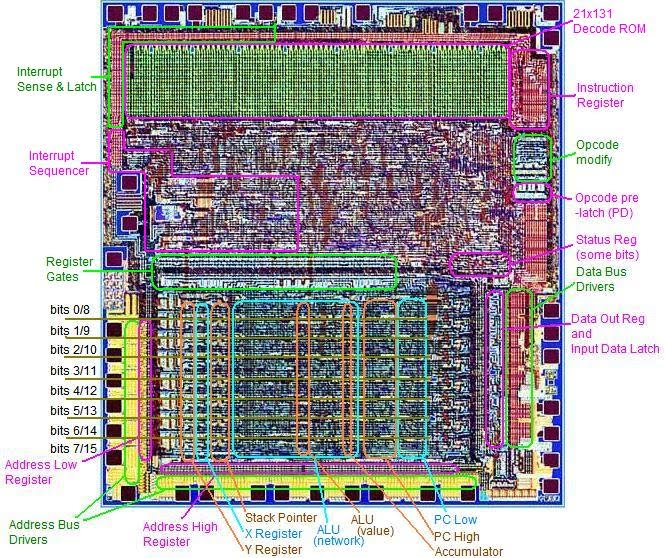 21x131
Decode ROM
Interrupt
Sense & Latch
Instruction
Register
Opcode
modify
Interrupt
Sequencer
Opcode pre
-latch (PD)
Status Reg
(some bits)
Register
Gates
Data Bus
Drivers
bits 0/8
bits 1/9
bits 2/10
bits 3/11
bits 4/12
bits 5/13
bits 6/14
bits 7/15
Data Out Reg
and
Input Data Latch
Address Low
Register
Address Bus
Drivers
Address High
Register
Stack Pointer
X Register
Y Register
ALU
(network)
ALU
(value)
PC Low
PC High
Accumulator